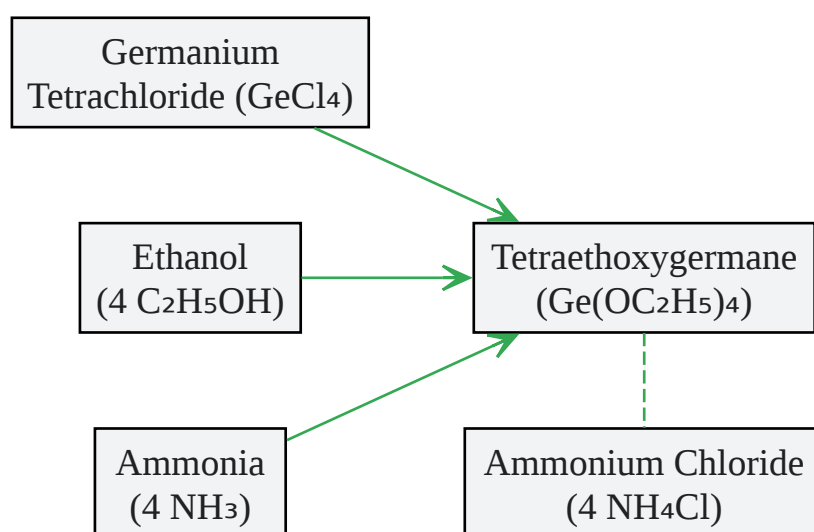 Germanium
Tetrachloride (GeCl₄)
Ethanol
(4 C₂H₅OH)
Tetraethoxygermane
(Ge(OC₂H₅)₄)
Ammonia
(4 NH₃)
Ammonium Chloride
(4 NH₄Cl)